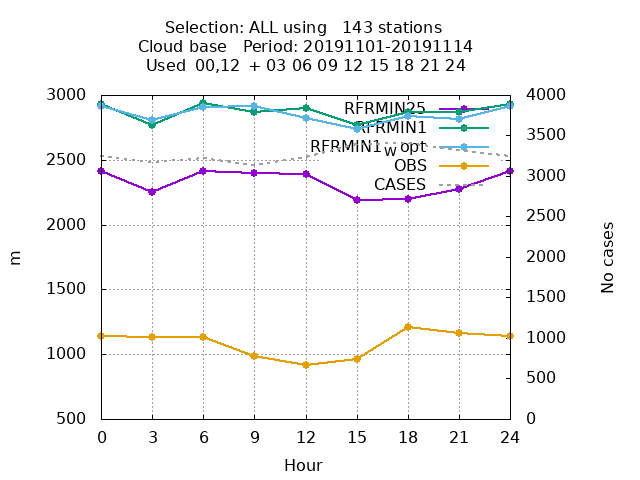 Selection: ALL using   143 stations
Cloud base   Period: 20191101-20191114
Used  00,12  + 03 06 09 12 15 18 21 24
3000
2500
2000
1500
1000
500
4000
3500
3000
2500
2000
1500
1000
500
0
RFRMIN25
RFRMIN1
RFRMIN1w opt
OBS
CASES
m
No cases
0 3 6 9 12 15 18 21 24
Hour